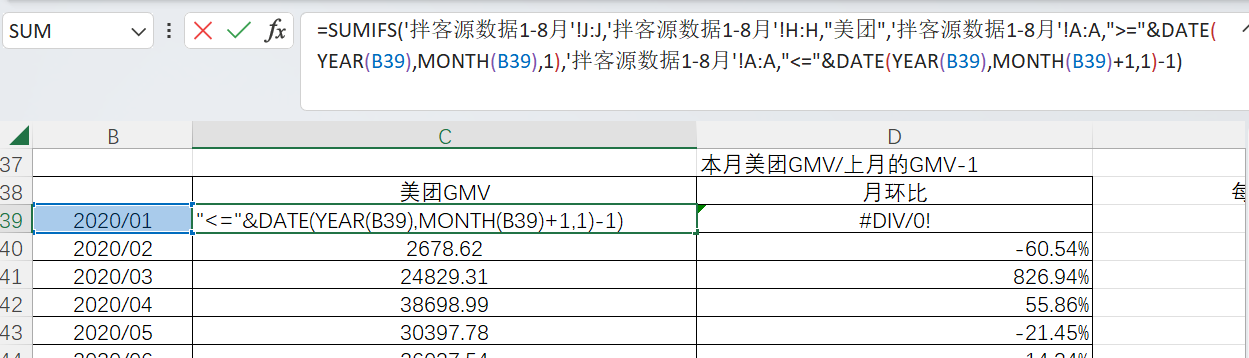 SUM
=SUMIFS('拌客源数据1-8月'!J:J,'拌客源数据1-8月'!H:H,"美团",'拌客源数据1-8月'!A:A,">="&DATE(
YEAR(B39),MONTH(B39),1),'拌客源数据1-8月'!A:A,"<="&DATE(YEAR(B39),MONTH(B39)+1,1)-1)
B C D
37 本月美团GMV/上月的GMV-1
38 美团GMV 月环比
39 2020/01 "<="&DATE(YEAR(B39),MONTH(B39)+1,1)-1) #DIV/0!
40 2020/02 2678.62 -60.54%
41 2020/03 24829.31 826.94%
42 2020/04 38698.99 55.86%
43 2020/05 30397.78 -21.45%